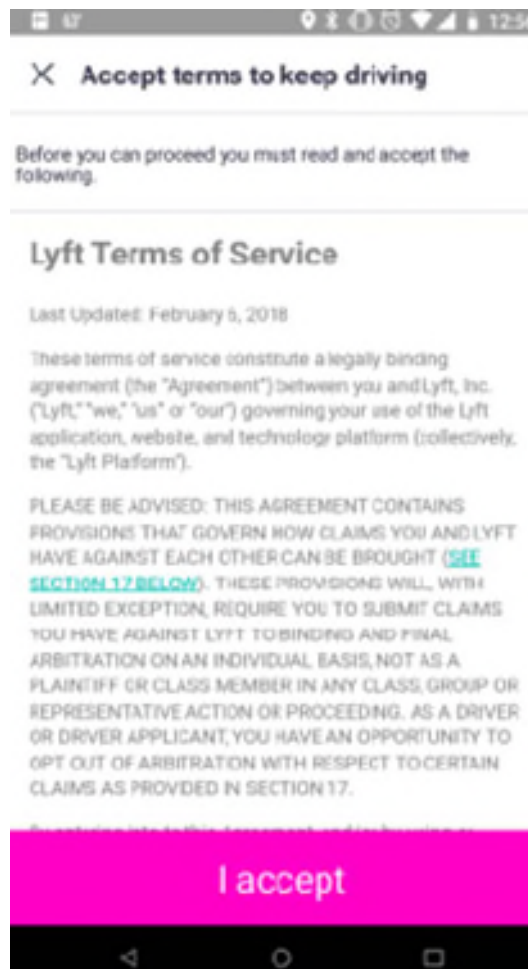 12:5
Accept terms to keep driving
Before you can proceed you must read and accept the
following.
Lyft Terms of Service
Last Updated: February 6, 2018
These terms of service constitute a legally binding
agreement (the "Agreement") between you and Lyft, Inc.
("Lyft," "we," "us" or "our") governing your use of the Lyft
application, website, and technology platform (collectively,
the "Lyft Platform").
PLEASE BE ADVISED: THIS AGREEMENT CONTAINS
PROVISIONS THAT GOVERN HOW CLAIMS YOU AND LYFT
HAVE AGAINST EACH OTHER CAN BE BROUGHT (SEE
SECTION 17 BELOW). THESE PROVISIONS WILL, WITH
LIMITED EXCEPTION, REQUIRE YOU TO SUBMIT CLAIMS
YOU HAVE AGAINST LYFT TO BINDING AND FINAL
ARBITRATION ON AN INDIVIDUAL BASIS, NOT AS A
PLAINTIFF OR CLASS MEMBER IN ANY CLASS, GROUP OR
REPRESENTATIVE ACTION OR PROCEEDING. AS A DRIVER
OR DRIVER APPLICANT, YOU HAVE AN OPPORTUNITY TO
OPT OUT OF ARBITRATION WITH RESPECT TO CERTAIN
CLAIMS AS PROVIDED IN SECTION 17.
I accept